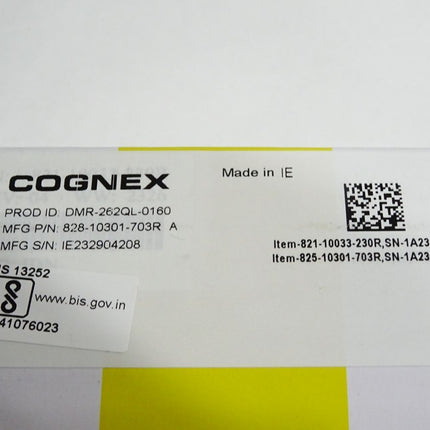 COGNEX
PROD ID: DMR-262QL-0160
MFG P/N: 828-10301-703R A
MFG S/N: IE232904208
Made in IE
Item-821-10033-230R,SN-1A23
Item-825-10301-703R,SN-1A23
IS 13252
www.bis.gov.in
41076023